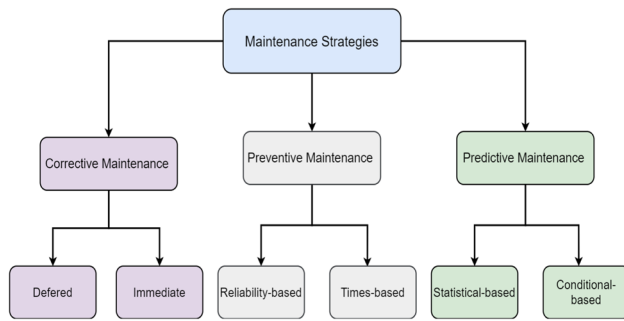 Maintenance Strategies
Corrective Maintenance
Preventive Maintenance
Predictive Maintenance
Defered
Immediate
Reliability-based
Times-based
Statistical-based
Conditional-
based